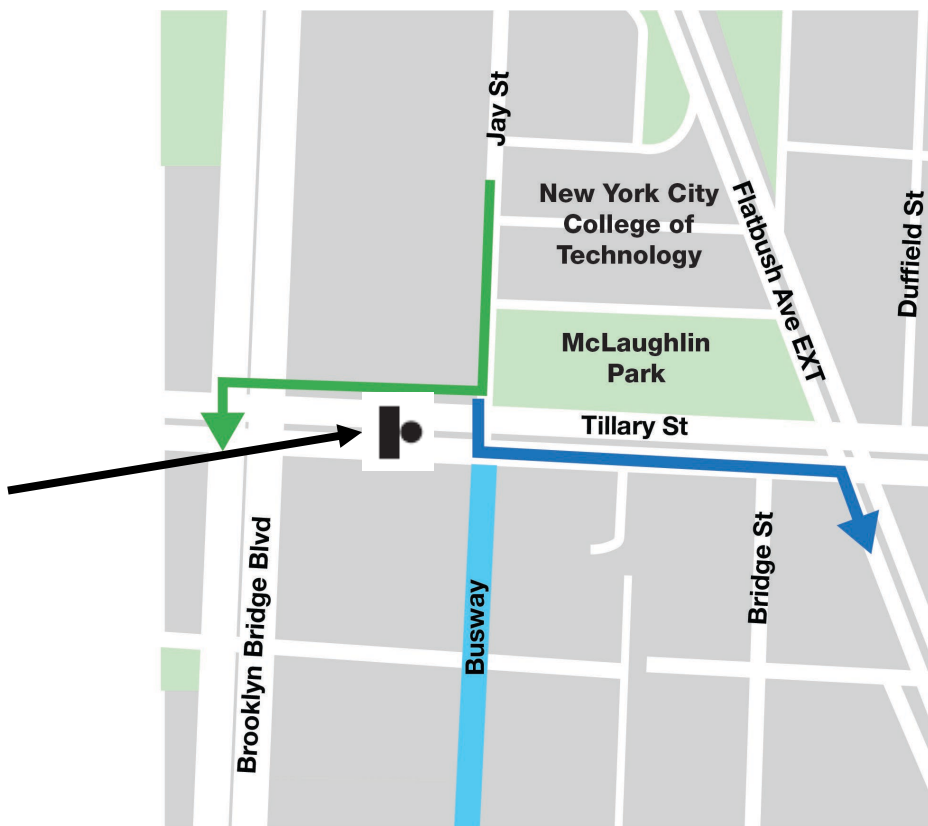 Jay St
New York City
College of
Technology
Flatbush Ave EXT
Duffield St
McLaughlin
Park
Tillary St
Brooklyn Bridge Blvd
Busway
Bridge St